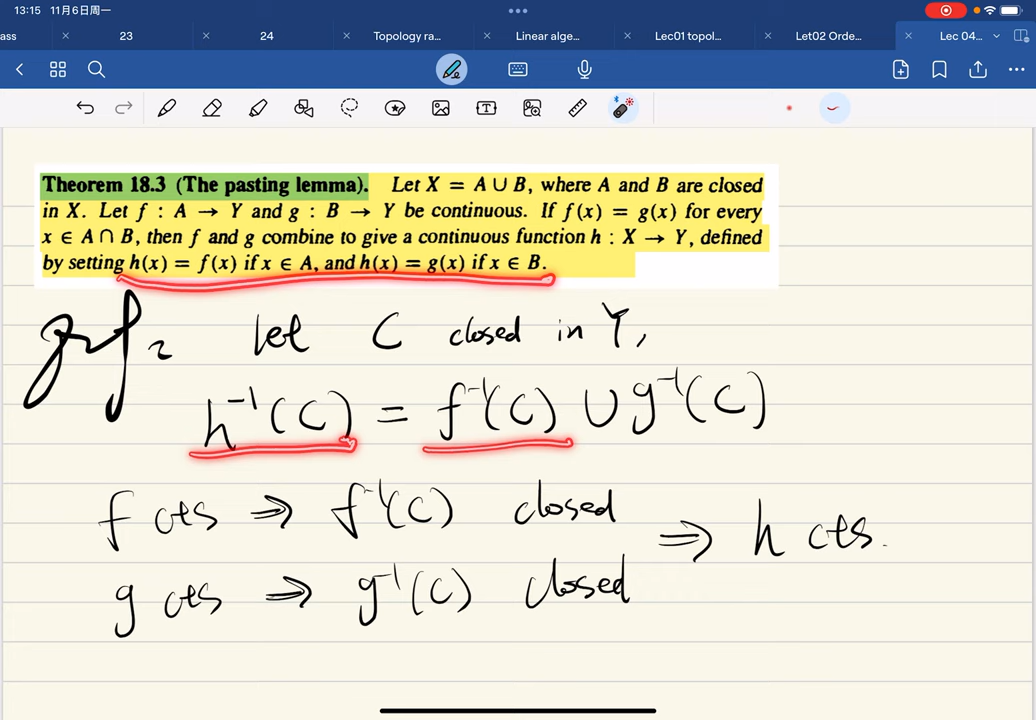 13:15 11月6日周一
ass 23 24 Topology ra... Linear alge... Lec01 topol... Let02 Orde... Lec 04...
Theorem 18.3 (The pasting lemma). Let X = A ∪ B, where A and B are closed
in X. Let f : A → Y and g : B → Y be continuous. If f(x) = g(x) for every
x ∈ A ∩ B, then f and g combine to give a continuous function h : X → Y, defined
by setting h(x) = f(x) if x ∈ A, and h(x) = g(x) if x ∈ B.
let C closed in Y,
h⁻¹(C) = f⁻¹(C) ∪ g⁻¹(C)
f cts ⇒ f⁻¹(C) closed
⇒ h cts.
g cts ⇒ g⁻¹(C) closed